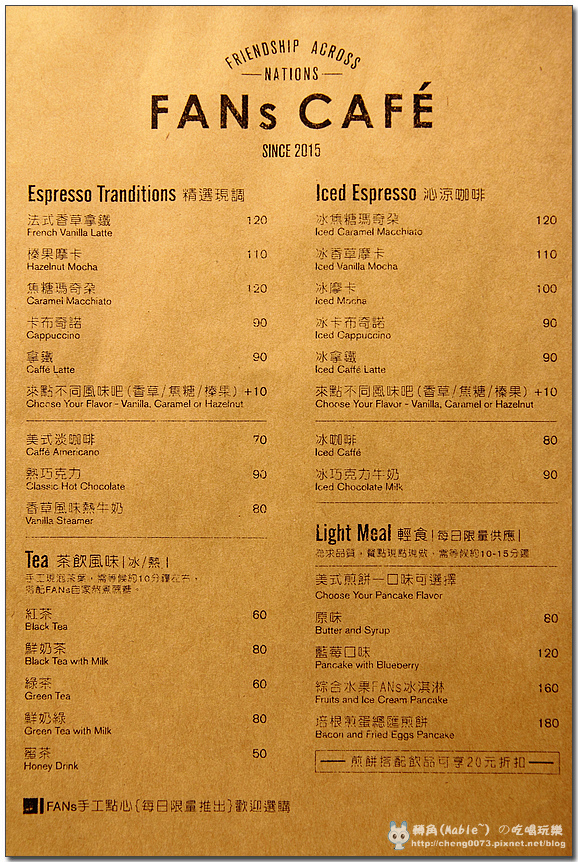 FRIENDSHIP ACROSS
NATIONS
FANs CAFÉ
SINCE 2015
Espresso Tranditions 精選現調
法式香草拿鐵 120
French Vanilla Latte
榛果摩卡 110
Hazelnut Mocha
焦糖瑪奇朵 120
Caramel Macchiato
卡布奇諾 90
Cappuccino
拿鐵 90
Caffé Latte
來點不同風味吧(香草/焦糖/榛果) +10
Choose Your Flavor - Vanilla, Caramel or Hazelnut
美式淡咖啡 70
Caffé Americano
熱巧克力 90
Classic Hot Chocolate
香草風味熱牛奶 80
Vanilla Steamer
Tea 茶飲風味|冰/熱|
手工現泡茶葉，需等候約10分鐘左右，
搭配FANs自家熬煮蔗糖。
紅茶 60
Black Tea
鮮奶茶 80
Black Tea with Milk
綠茶 60
Green Tea
鮮奶綠 80
Green Tea with Milk
蜜茶 50
Honey Drink
FANs手工點心{每日限量推出}歡迎選購
Iced Espresso 沁涼咖啡
冰焦糖瑪奇朵 120
Iced Caramel Macchiato
冰香草摩卡 110
Iced Vanilla Mocha
冰摩卡 100
Iced Mocha
冰卡布奇諾 90
Iced Cappuccino
冰拿鐵 90
Iced Caffé Latte
來點不同風味吧(香草/焦糖/榛果) +10
Choose Your Flavor - Vanilla, Caramel or Hazelnut
冰咖啡 80
Iced Caffé
冰巧克力牛奶 90
Iced Chocolate Milk
Light Meal 輕食|每日限量供應|
為求品質，餐點現點現做，需等候約10-15分鐘
美式煎餅一口味可選擇
Choose Your Pancake Flavor
原味 80
Butter and Syrup
藍莓口味 120
Pancake with Blueberry
綜合水果FANs冰淇淋 160
Fruits and Ice Cream Pancake
培根煎蛋總匯煎餅 180
Bacon and Fried Eggs Pancake
煎餅搭配飲品可享20元折扣
轉角(Mable~)の吃喝玩樂
http://cheng0073.pixnet.net/blog